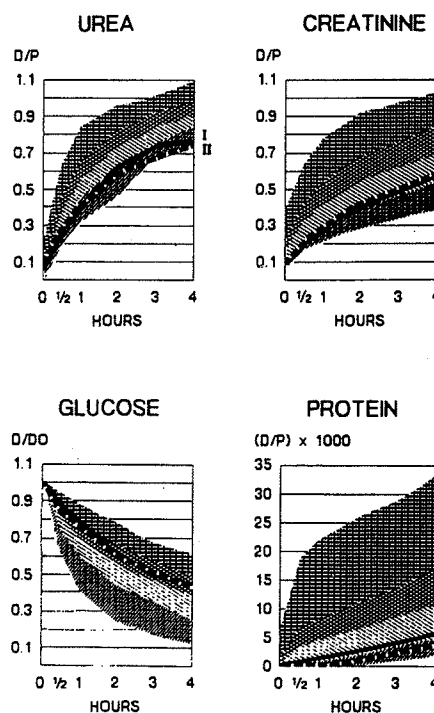 UREA
D/P
1.1
0.9
0.7
0.5
0.3
0.1
I
II
0 ½ 1 2 3 4
HOURS
CREATININE
D/P
1.1
0.9
0.7
0.5
0.3
0.1
0 ½ 1 2 3 4
HOURS
GLUCOSE
D/DO
1.1
0.9
0.7
0.5
0.3
0.1
0 ½ 1 2 3 4
HOURS
PROTEIN
(D/P) x 1000
35
30
25
20
15
10
5
0
0 ½ 1 2 3 4
HOURS